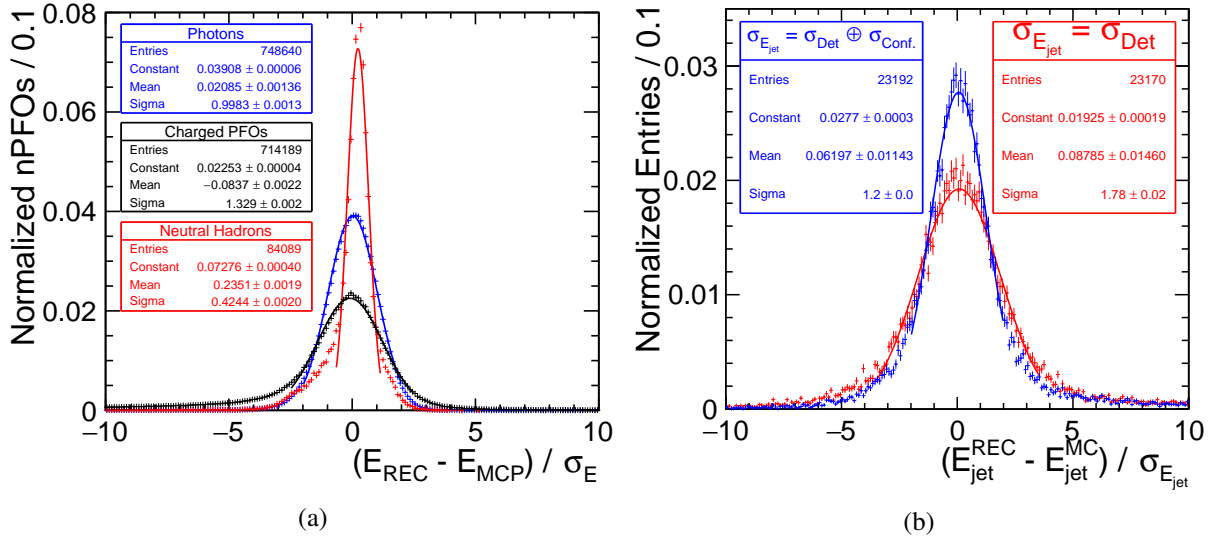 Normalized nPFOs / 0.1
0.08
0.06
0.04
0.02
0
Photons
Entries 748640
Constant 0.03908 ± 0.00006
Mean 0.02085 ± 0.00136
Sigma 0.9983 ± 0.0013
Charged PFOs
Entries 714189
Constant 0.02253 ± 0.00004
Mean −0.0837 ± 0.0022
Sigma 1.329 ± 0.002
Neutral Hadrons
Entries 84089
Constant 0.07276 ± 0.00040
Mean 0.2351 ± 0.0019
Sigma 0.4244 ± 0.0020
−10 −5 0 5 10
(E_REC - E_MCP) / σ_E
(a)
Normalized Entries / 0.1
0.03
0.02
0.01
0
σ_E_jet = σ_Det ⊕ σ_Conf.
Entries 23192
Constant 0.0277 ± 0.0003
Mean 0.06197 ± 0.01143
Sigma 1.2 ± 0.0
σ_E_jet = σ_Det
Entries 23170
Constant 0.01925 ± 0.00019
Mean 0.08785 ± 0.01460
Sigma 1.78 ± 0.02
−10 −5 0 5 10
(E_jet^REC - E_jet^MC) / σ_E_jet
(b)